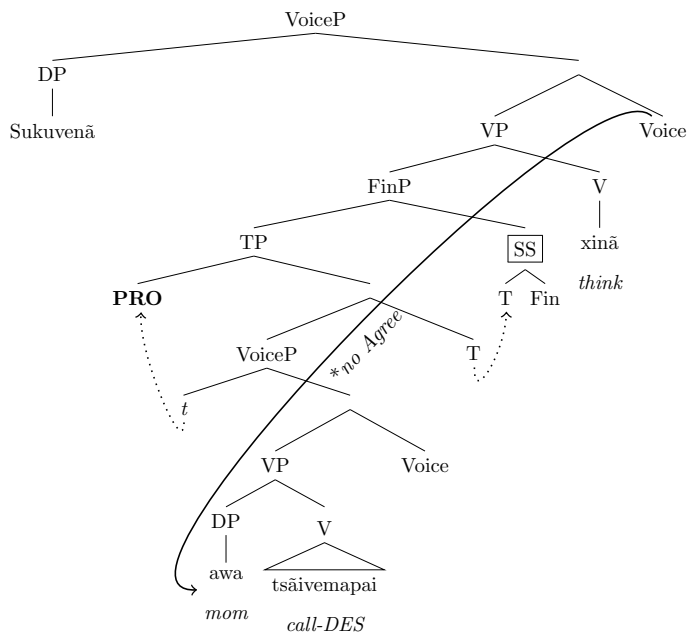 VoiceP
DP
Sukuvenã
VP Voice
FinP V
TP SS xinã
think
PRO T Fin
VoiceP T
*no Agree
t
VP Voice
DP V
awa tsãivemapai
mom call-DES